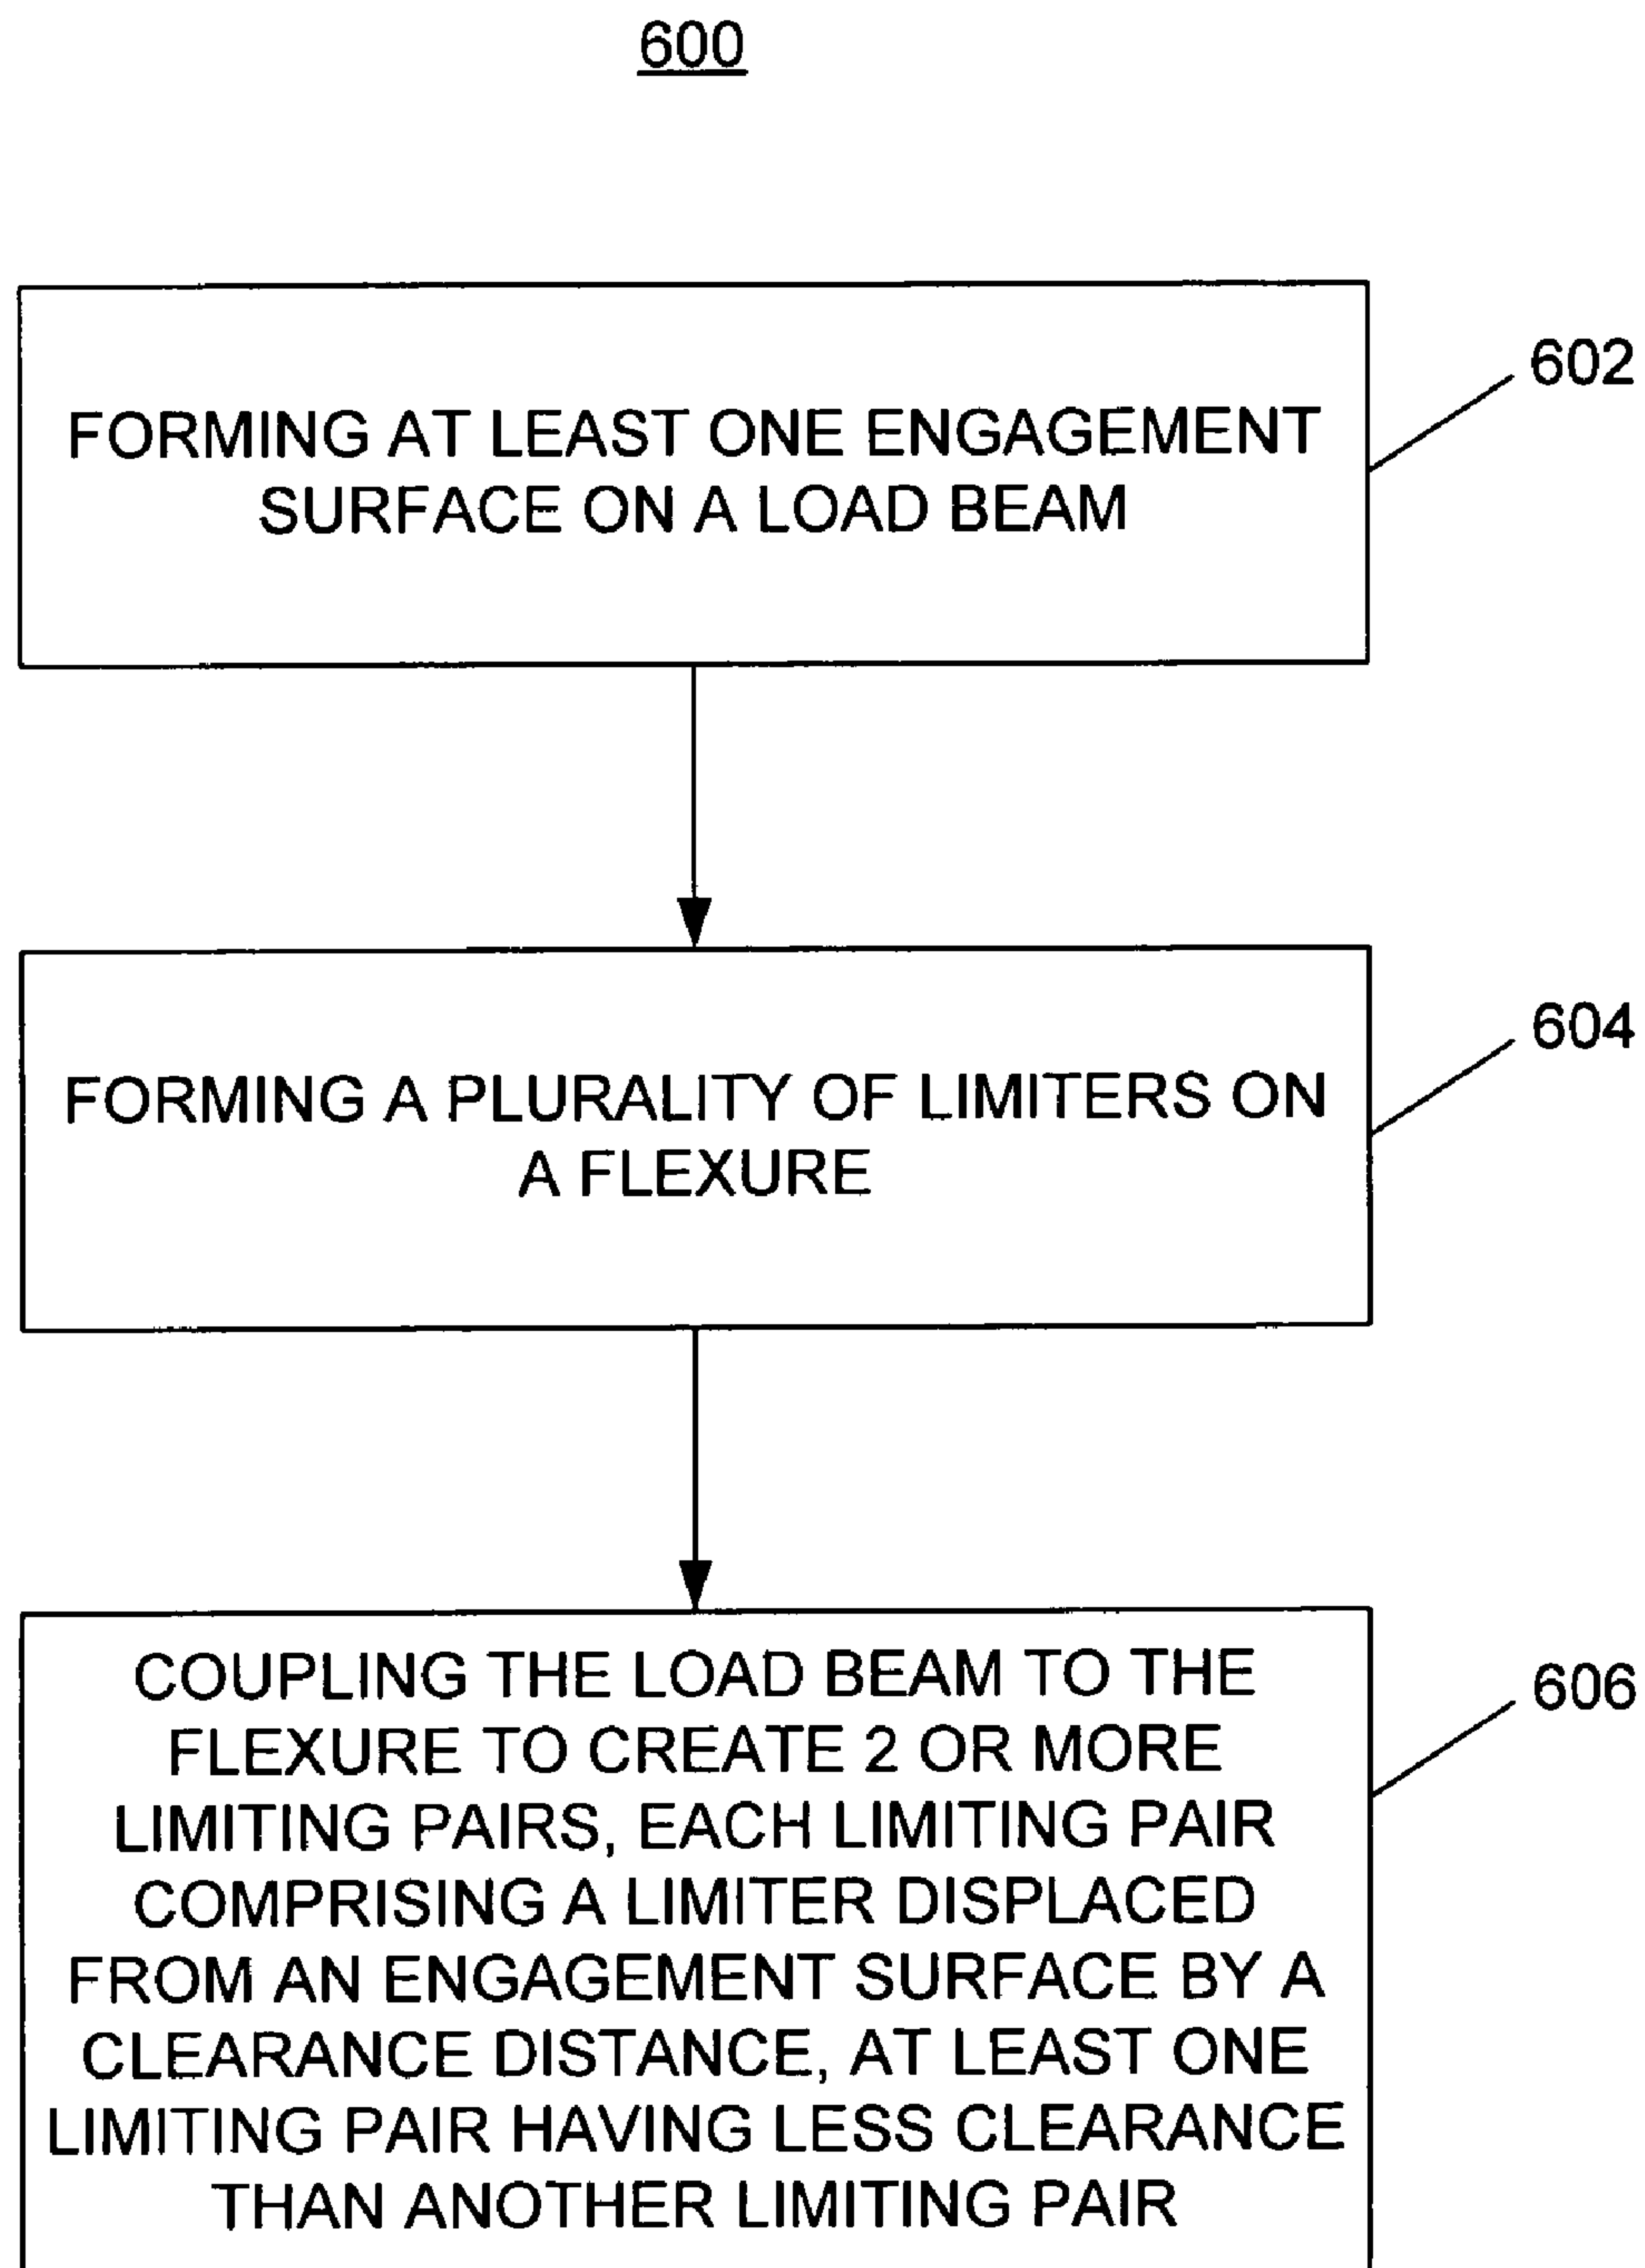 600
FORMING AT LEAST ONE ENGAGEMENT
SURFACE ON A LOAD BEAM
602
FORMING A PLURALITY OF LIMITERS ON
A FLEXURE
604
COUPLING THE LOAD BEAM TO THE
FLEXURE TO CREATE 2 OR MORE
LIMITING PAIRS, EACH LIMITING PAIR
COMPRISING A LIMITER DISPLACED
FROM AN ENGAGEMENT SURFACE BY A
CLEARANCE DISTANCE, AT LEAST ONE
LIMITING PAIR HAVING LESS CLEARANCE
THAN ANOTHER LIMITING PAIR
606